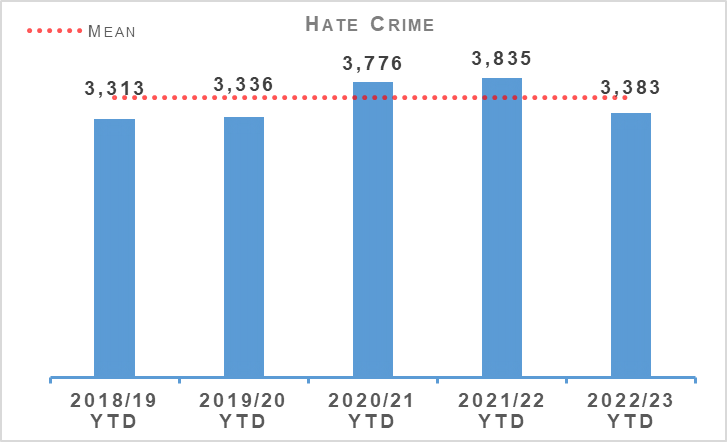 HATE CRIME
MEAN
3,313
3,336
3,776
3,835
3,383
2018/19 YTD
2019/20 YTD
2020/21 YTD
2021/22 YTD
2022/23 YTD